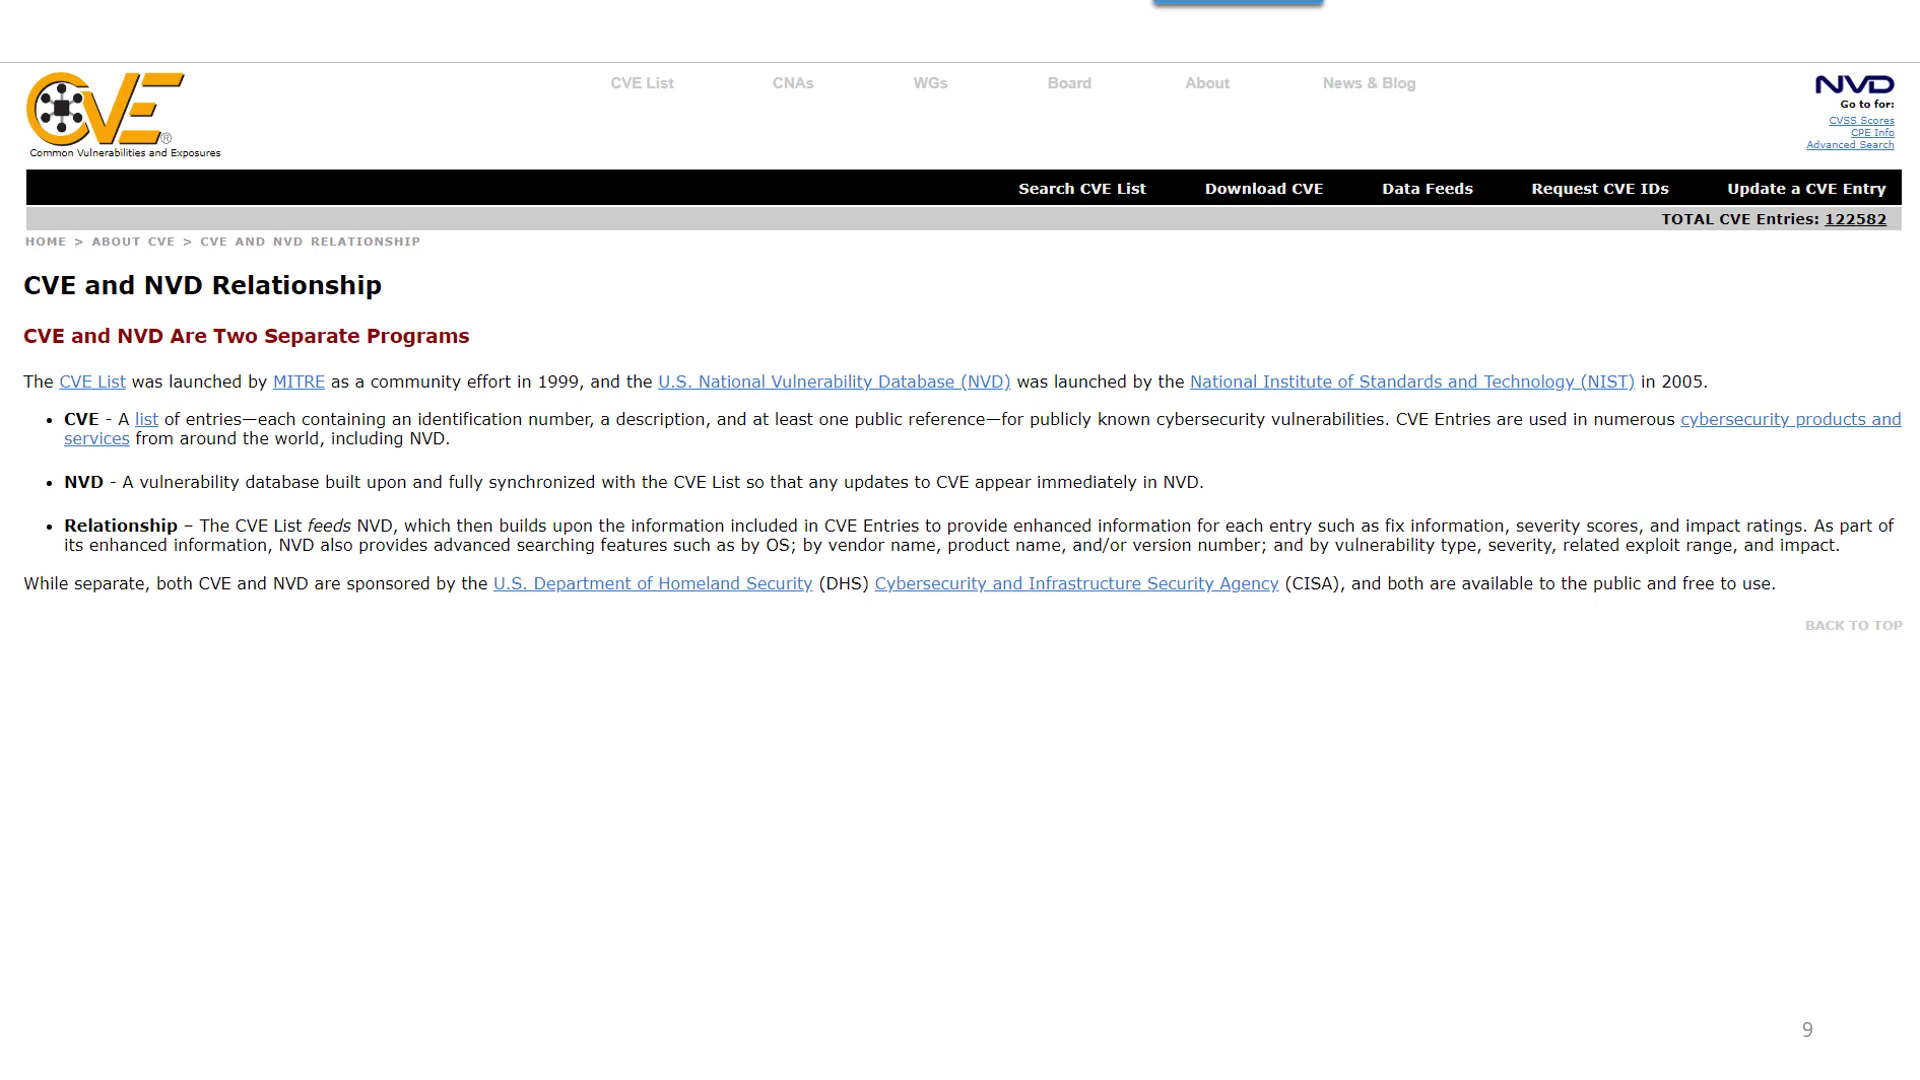 CVE List CNAs WGs Board About News & Blog
CVE®
Common Vulnerabilities and Exposures
NVD
Go to for:
CVSS Scores
CPE Info
Advanced Search
Search CVE List Download CVE Data Feeds Request CVE IDs Update a CVE Entry
TOTAL CVE Entries: 122582
HOME > ABOUT CVE > CVE AND NVD RELATIONSHIP
CVE and NVD Relationship
CVE and NVD Are Two Separate Programs
The CVE List was launched by MITRE as a community effort in 1999, and the U.S. National Vulnerability Database (NVD) was launched by the National Institute of Standards and Technology (NIST) in 2005.
• CVE - A list of entries—each containing an identification number, a description, and at least one public reference—for publicly known cybersecurity vulnerabilities. CVE Entries are used in numerous cybersecurity products and
services from around the world, including NVD.
• NVD - A vulnerability database built upon and fully synchronized with the CVE List so that any updates to CVE appear immediately in NVD.
• Relationship – The CVE List feeds NVD, which then builds upon the information included in CVE Entries to provide enhanced information for each entry such as fix information, severity scores, and impact ratings. As part of
its enhanced information, NVD also provides advanced searching features such as by OS; by vendor name, product name, and/or version number; and by vulnerability type, severity, related exploit range, and impact.
While separate, both CVE and NVD are sponsored by the U.S. Department of Homeland Security (DHS) Cybersecurity and Infrastructure Security Agency (CISA), and both are available to the public and free to use.
BACK TO TOP
9